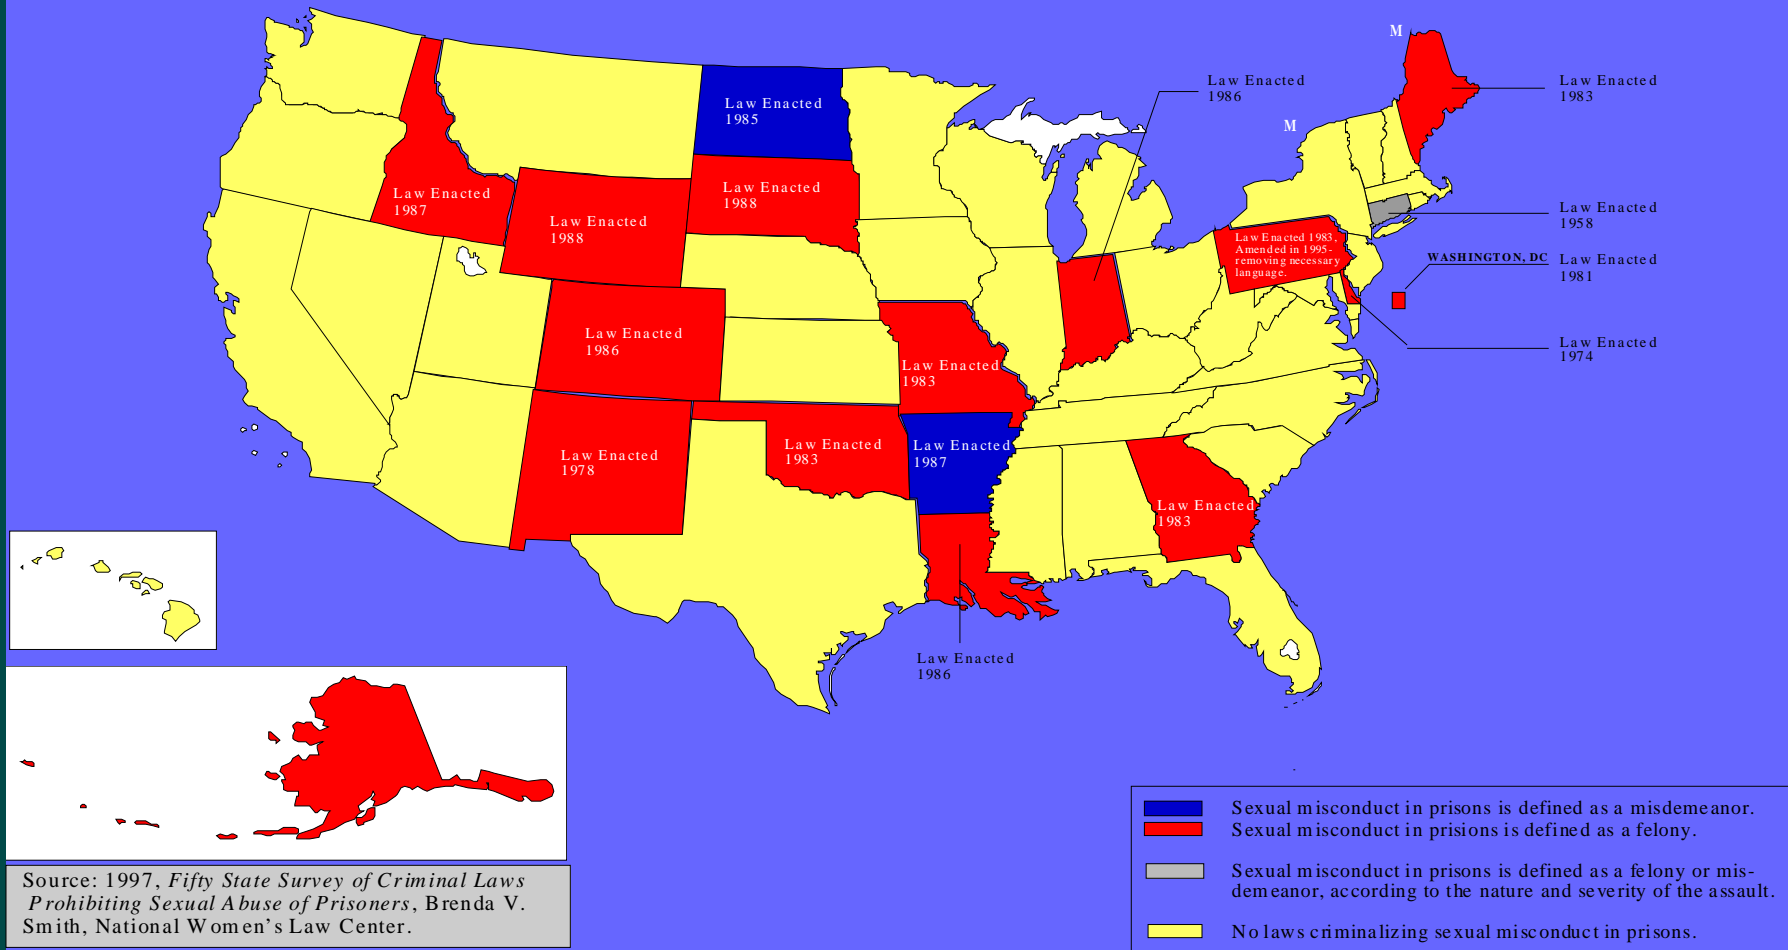 M
Law Enacted
1986
Law Enacted
1983
Law Enacted
1985
M
Law Enacted
1987
Law Enacted
1988
Law Enacted
1988
Law Enacted
1958
Law Enacted 1983,
Amended in 1995-
removing necessary
language.
WASHINGTON, DC
Law Enacted
1981
Law Enacted
1986
Law Enacted
1974
Law Enacted
1983
Law Enacted
1978
Law Enacted
1983
Law Enacted
1987
Law Enacted
1983
Law Enacted
1986
Sexual misconduct in prisons is defined as a misdemeanor.
Sexual misconduct in prisions is defined as a felony.
Sexual misconduct in prisons is defined as a felony or mis-
demeanor, according to the nature and severity of the assault.
No laws criminalizing sexual misconduct in prisons.
Source: 1997, Fifty State Survey of Criminal Laws
Prohibiting Sexual Abuse of Prisoners, Brenda V.
Smith, National Women's Law Center.